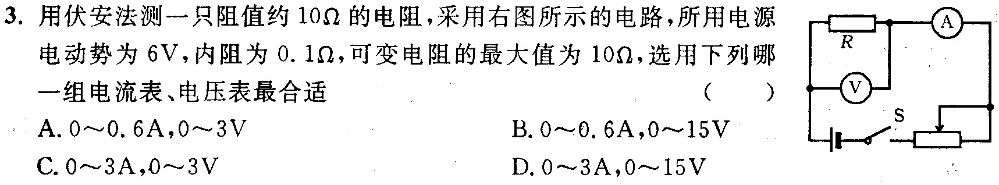 3. 用伏安法测一只阻值约 10Ω 的电阻,采用右图所示的电路,所用电源
电动势为 6V,内阻为 0.1Ω,可变电阻的最大值为 10Ω,选用下列哪
一组电流表、电压表最合适 (    )
A. 0～0.6A,0～3V B. 0～0.6A,0～15V
C. 0～3A,0～3V D. 0～3A,0～15V
A
R
V
S